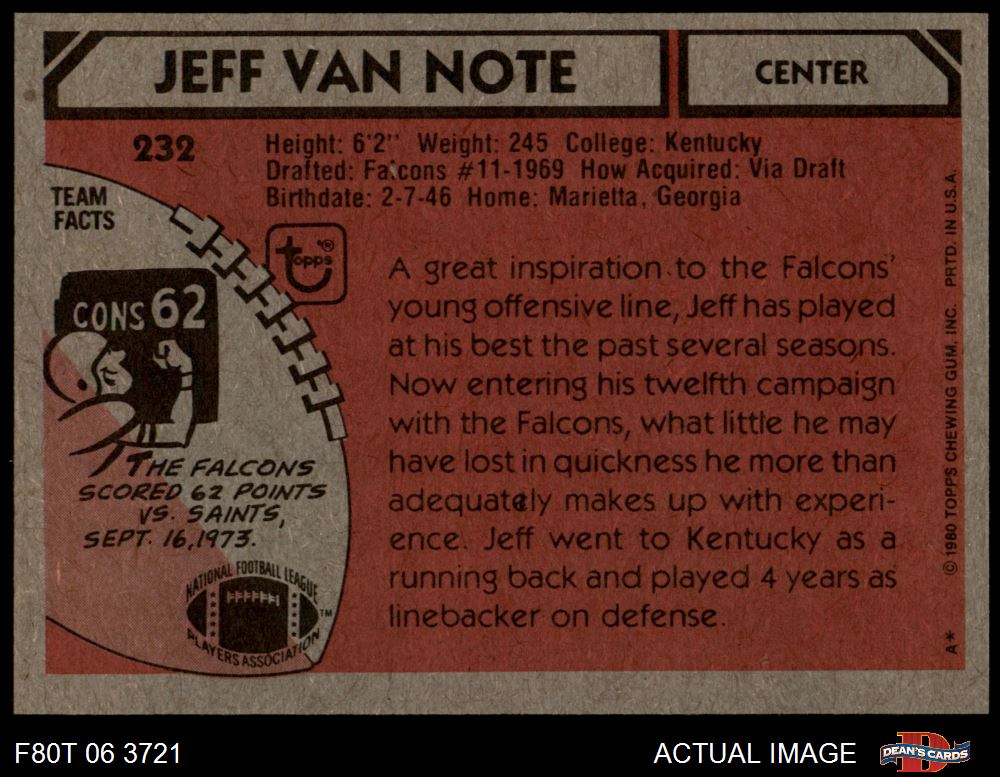 JEFF VAN NOTE
CENTER
232
Height: 6'2" Weight: 245 College: Kentucky
Drafted: Falcons #11-1969 How Acquired: Via Draft
Birthdate: 2-7-46 Home: Marietta, Georgia
TEAM
FACTS
topps®
CONS 62
THE FALCONS
SCORED 62 POINTS
VS. SAINTS,
SEPT. 16, 1973.
NATIONAL FOOTBALL LEAGUE
PLAYERS ASSOCIATION
TM
A great inspiration to the Falcons'
young offensive line, Jeff has played
at his best the past several seasons.
Now entering his twelfth campaign
with the Falcons, what little he may
have lost in quickness he more than
adequately makes up with experi-
ence. Jeff went to Kentucky as a
running back and played 4 years as
linebacker on defense.
A** ©1980 TOPPS CHEWING GUM, INC. PRTD. IN U.S.A.
F80T 06 3721
ACTUAL IMAGE
D
DEAN'S CARDS